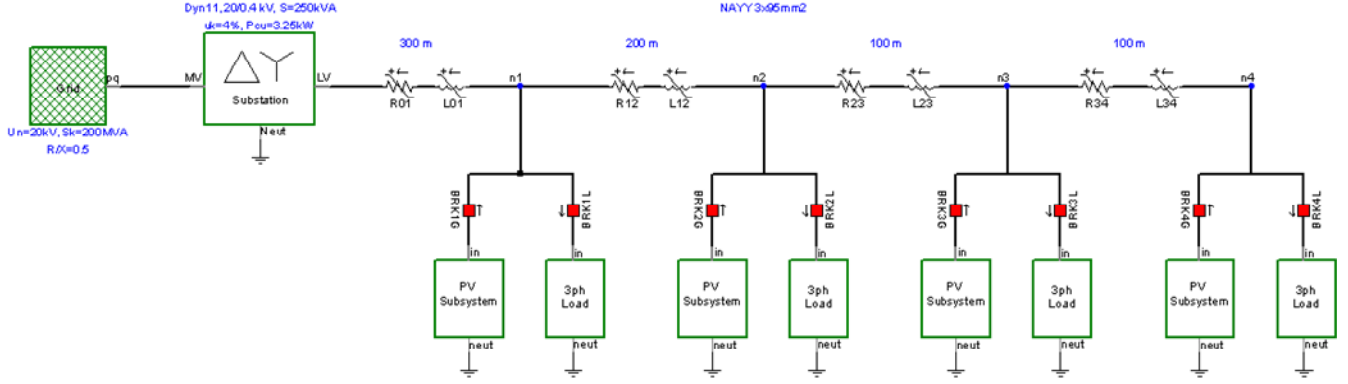 Dyn11,20/0.4 kV, S=250kVA
uk=4%, Pcu=3.25kW
NAYY3x95mm2
300 m
200 m
100 m
100 m
Grid
pq
MV
LV
Substation
Neut
Un=20kV, Sk=200MVA
R/X=0.5
R01
L01
n1
R12
L12
n2
R23
L23
n3
R34
L34
n4
BRK1G
BRK1L
BRK2G
BRK2L
BRK3G
BRK3L
BRK4G
BRK4L
in
in
in
in
in
in
in
in
PV
Subsystem
3ph
Load
PV
Subsystem
3ph
Load
PV
Subsystem
3ph
Load
PV
Subsystem
3ph
Load
neut
neut
neut
neut
neut
neut
neut
neut